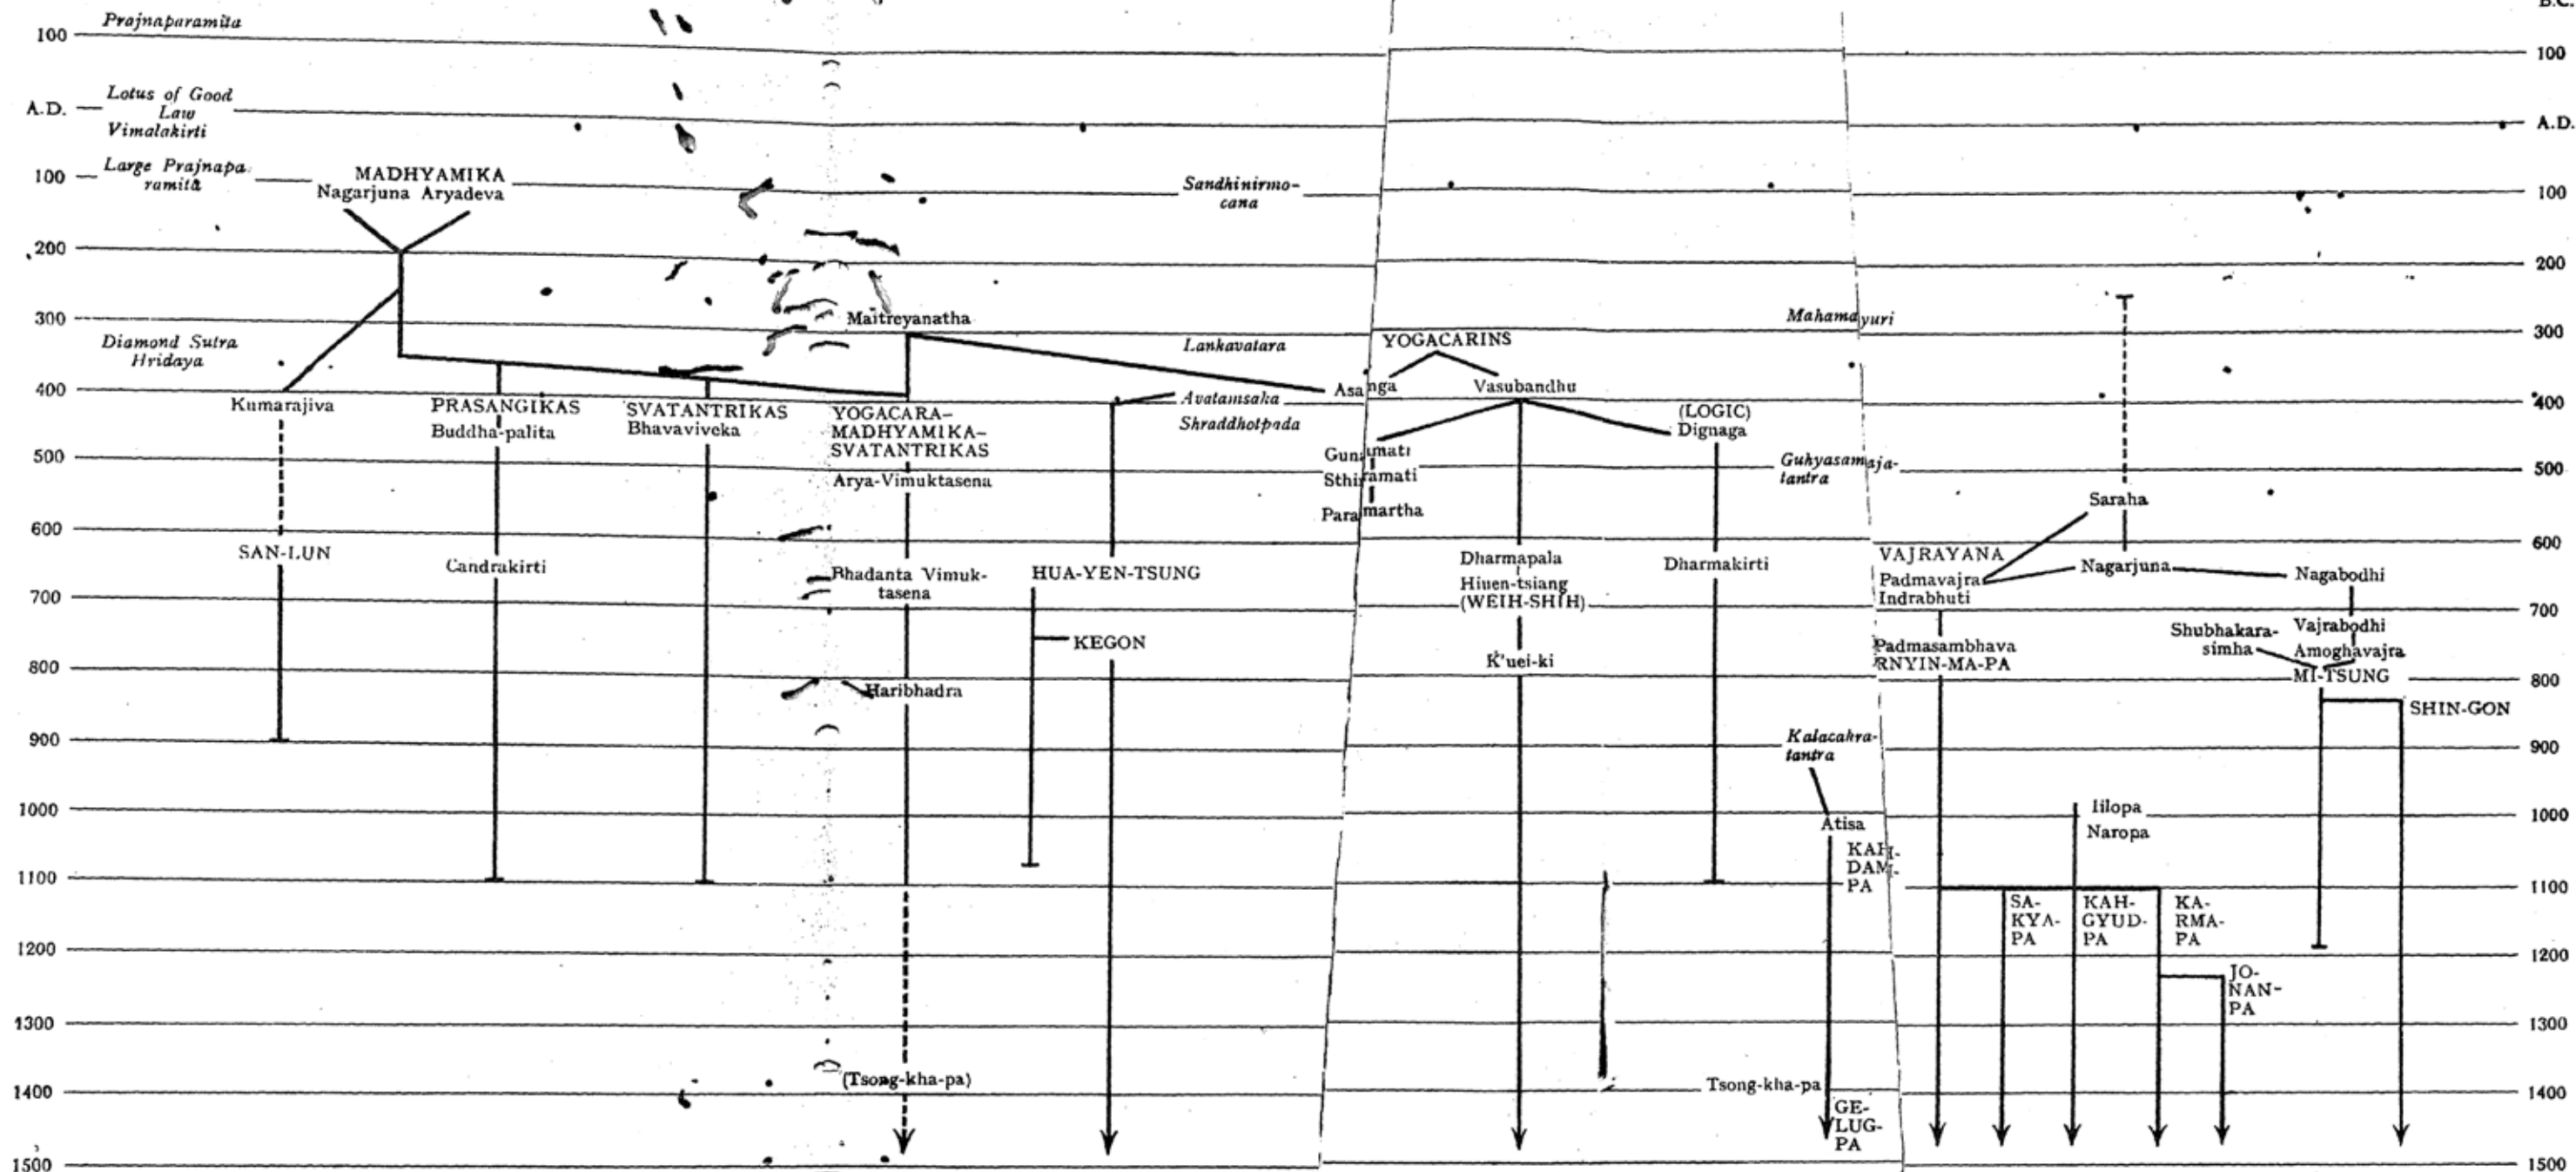 B.C.
Prajnaparamita
100
100
Lotus of Good
Law
Vimalakirti
A.D.
A.D.
Large Prajnapa-
ramita
100
MADHYAMIKA
Nagarjuna Aryadeva
Sandhinirmo-
cana
100
200
200
300
Maitreyanatha
Mahamayuri
300
Diamond Sutra
Hridaya
Lankavatara
YOGACARINS
Asanga
Vasubandhu
400
Avatamsaka
Shraddhotpada
400
Kumarajiva
PRASANGIKAS
Buddha-palita
SVATANTRIKAS
Bhavaviveka
YOGACARA-
MADHYAMIKA-
SVATANTRIKAS
Arya-Vimuktasena
(LOGIC)
Dignaga
Gunamati
Sthiramati
Paramartha
Guhyasamaja-
tantra
500
500
Saraha
600
600
SAN-LUN
Candrakirti
Bhadanta Vimuk-
tasena
HUA-YEN-TSUNG
Dharmapala
Hiuen-tsiang
(WEIH-SHIH)
Dharmakirti
VAJRAYANA
Padmavajra
Indrabhuti
Nagarjuna
Nagabodhi
700
700
KEGON
K'uei-ki
Padmasambhava
RNYIN-MA-PA
Shubhakara-
simha
Vajrabodhi
Amoghavajra
MI-TSUNG
800
800
Haribhadra
SHIN-GON
900
Kalacahra-
tantra
900
1000
Atisa
KAH-
DAM-
PA
Iilopa
Naropa
1000
1100
1100
SA-
KYA-
PA
KAH-
GYUD-
PA
KA-
RMA-
PA
1200
1200
JO-
NAN-
PA
1300
1300
(Tsong-kha-pa)
Tsong-kha-pa
1400
1400
GE-
LUG-
PA
1500
1500